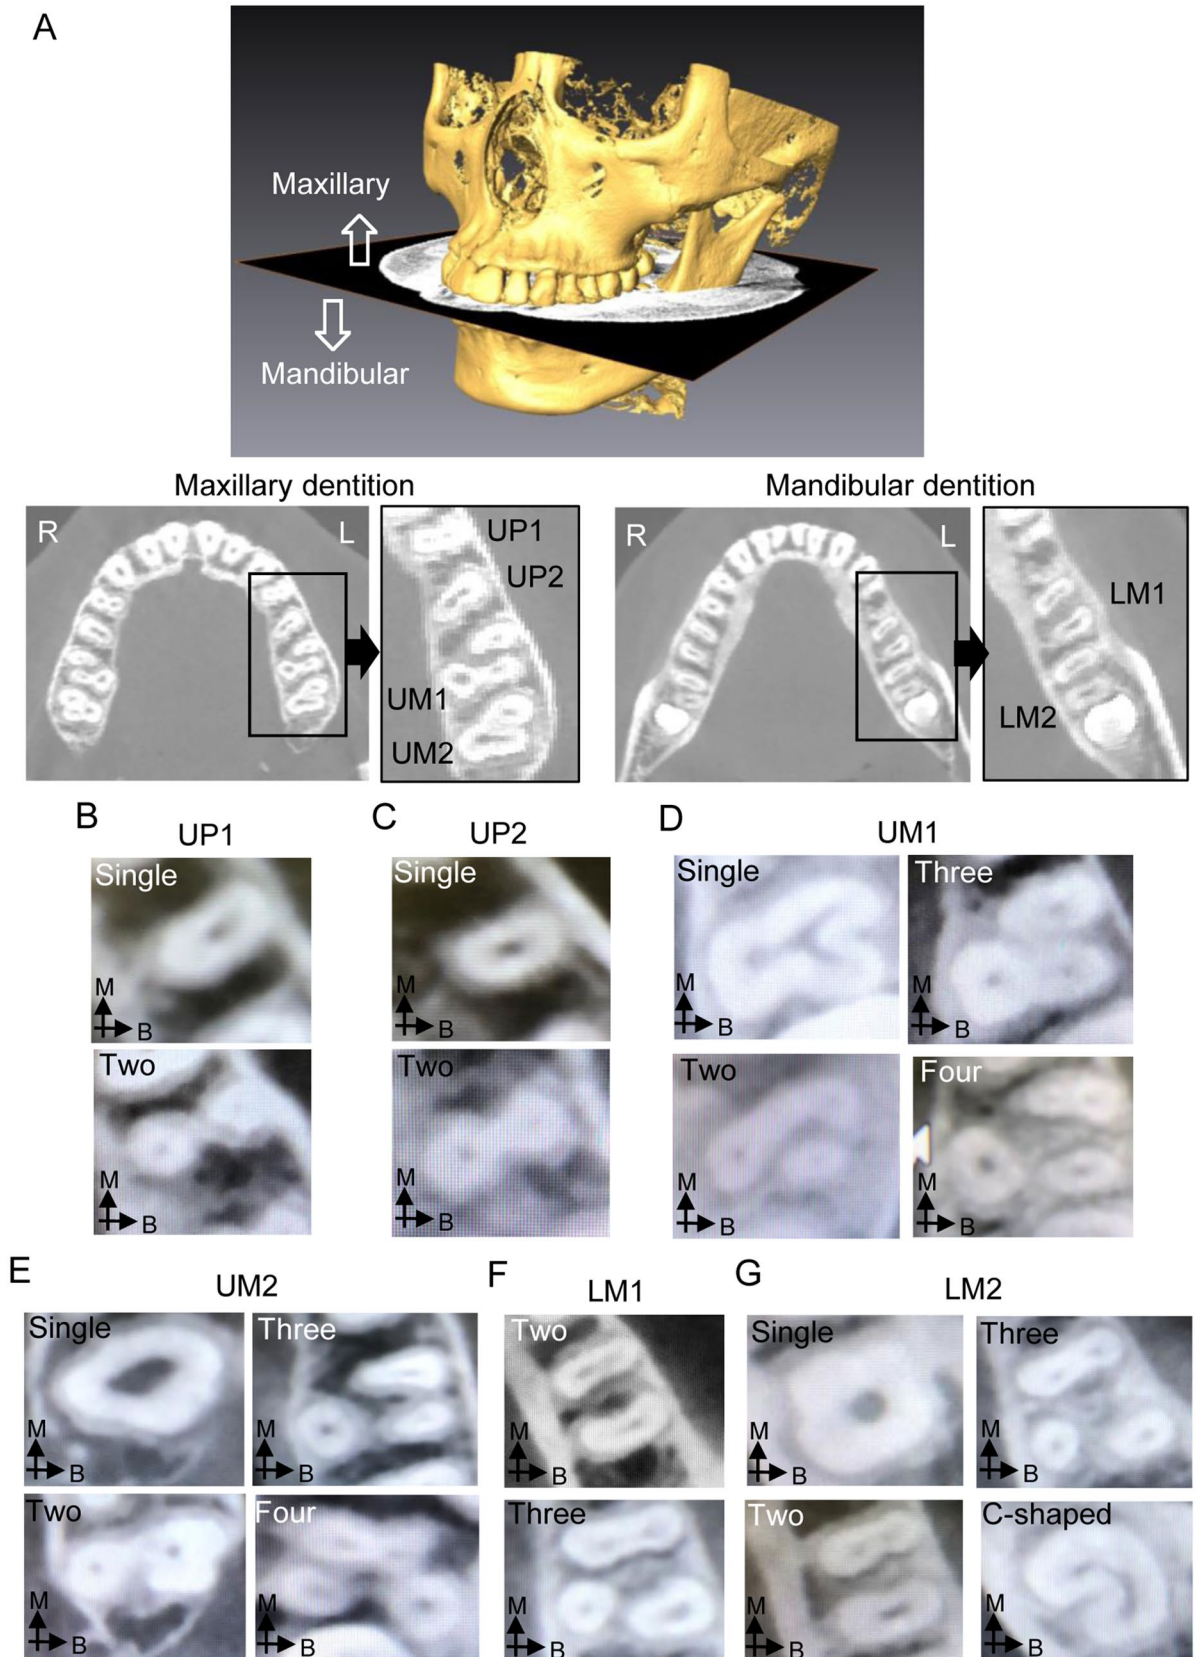 A
Maxillary
Mandibular
Maxillary dentition
Mandibular dentition
R
L
UP1
UP2
UM1
UM2
R
L
LM1
LM2
B
UP1
Single
M
B
Two
M
B
C
UP2
Single
M
B
Two
M
B
D
UM1
Single
M
B
Three
M
B
Two
M
B
Four
M
B
E
UM2
Single
M
B
Three
M
B
Two
M
B
Four
M
B
F
LM1
Two
M
B
Three
M
B
G
LM2
Single
M
B
Three
M
B
Two
M
B
C-shaped
M
B